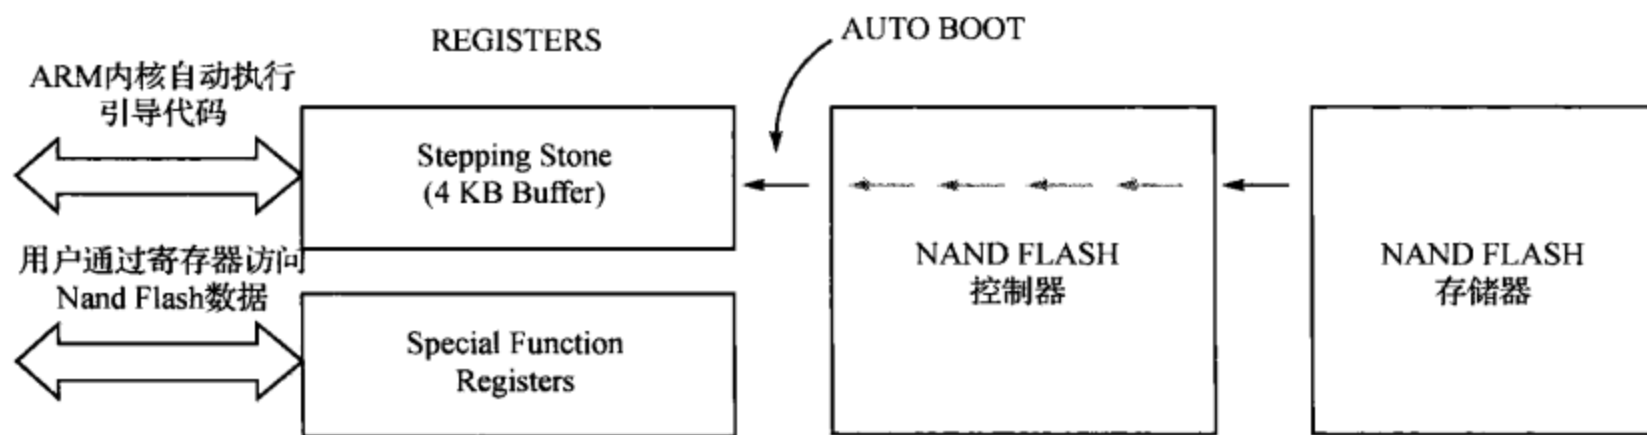 REGISTERS
AUTO BOOT
ARM内核自动执行
引导代码
Stepping Stone
(4 KB Buffer)
用户通过寄存器访问
Nand Flash数据
Special Function
Registers
NAND FLASH
控制器
NAND FLASH
存储器